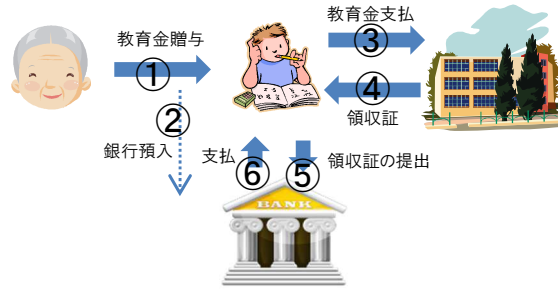 教育金贈与
①
②
銀行預入
教育金支払
③
④
領収証
支払
⑥
⑤
領収証の提出
BANK